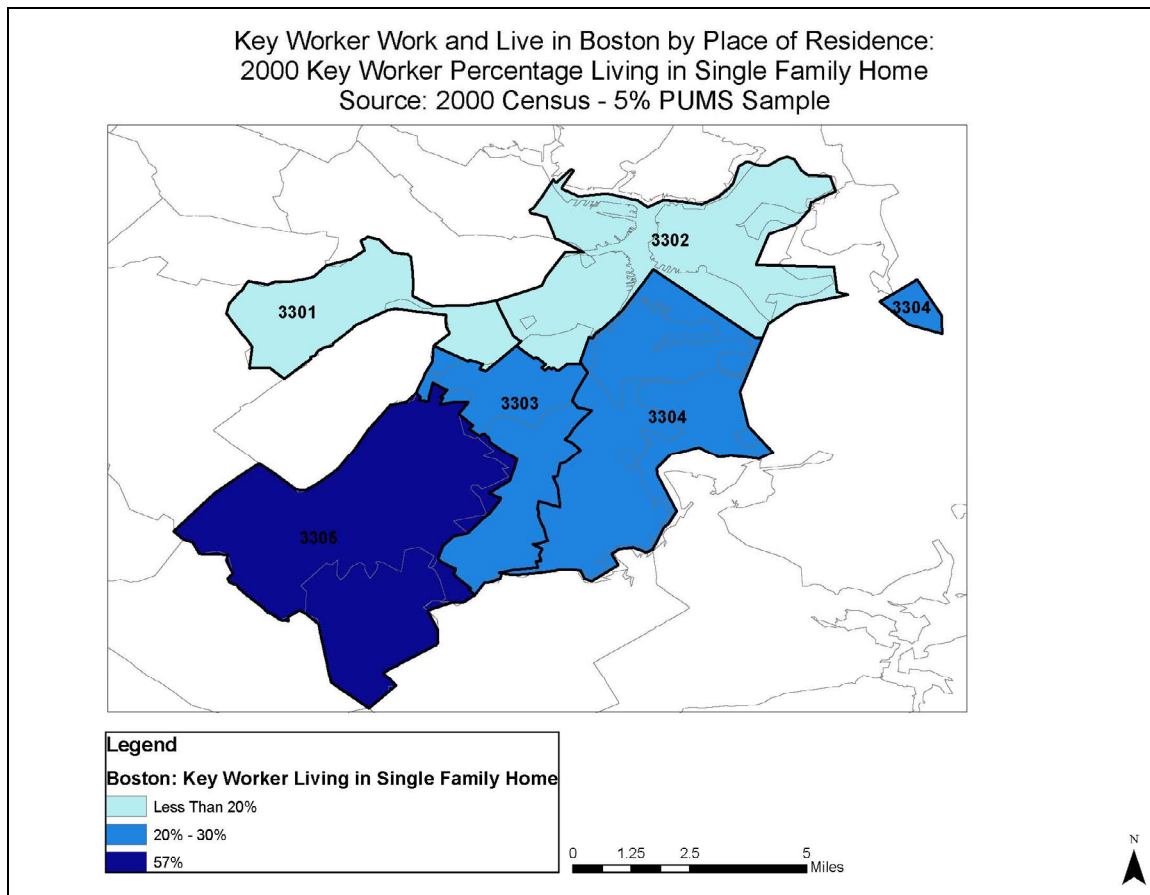 Key Worker Work and Live in Boston by Place of Residence:
2000 Key Worker Percentage Living in Single Family Home
Source: 2000 Census - 5% PUMS Sample
3302
3301
3304
3303
3304
3305
Legend
Boston: Key Worker Living in Single Family Home
Less Than 20%
20% - 30%
57%
0 1.25 2.5 5
Miles
N